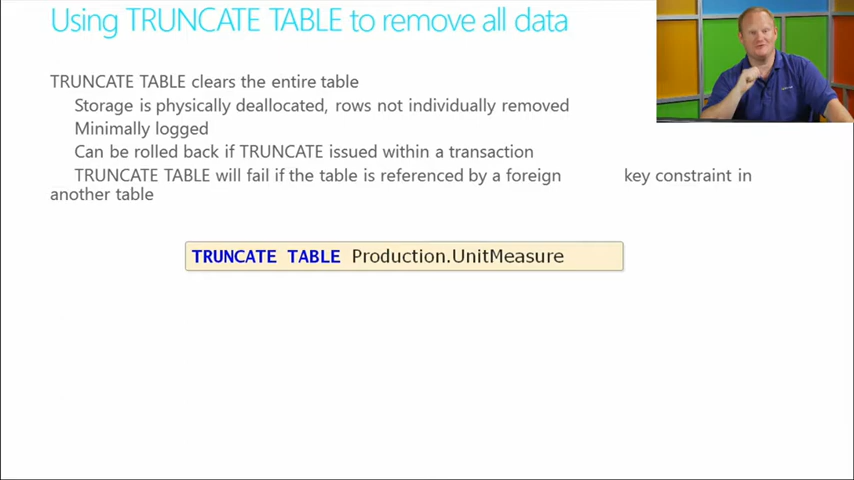 Using TRUNCATE TABLE to remove all data
TRUNCATE TABLE clears the entire table
Storage is physically deallocated, rows not individually removed
Minimally logged
Can be rolled back if TRUNCATE issued within a transaction
TRUNCATE TABLE will fail if the table is referenced by a foreign key constraint in
another table
TRUNCATE TABLE Production.UnitMeasure